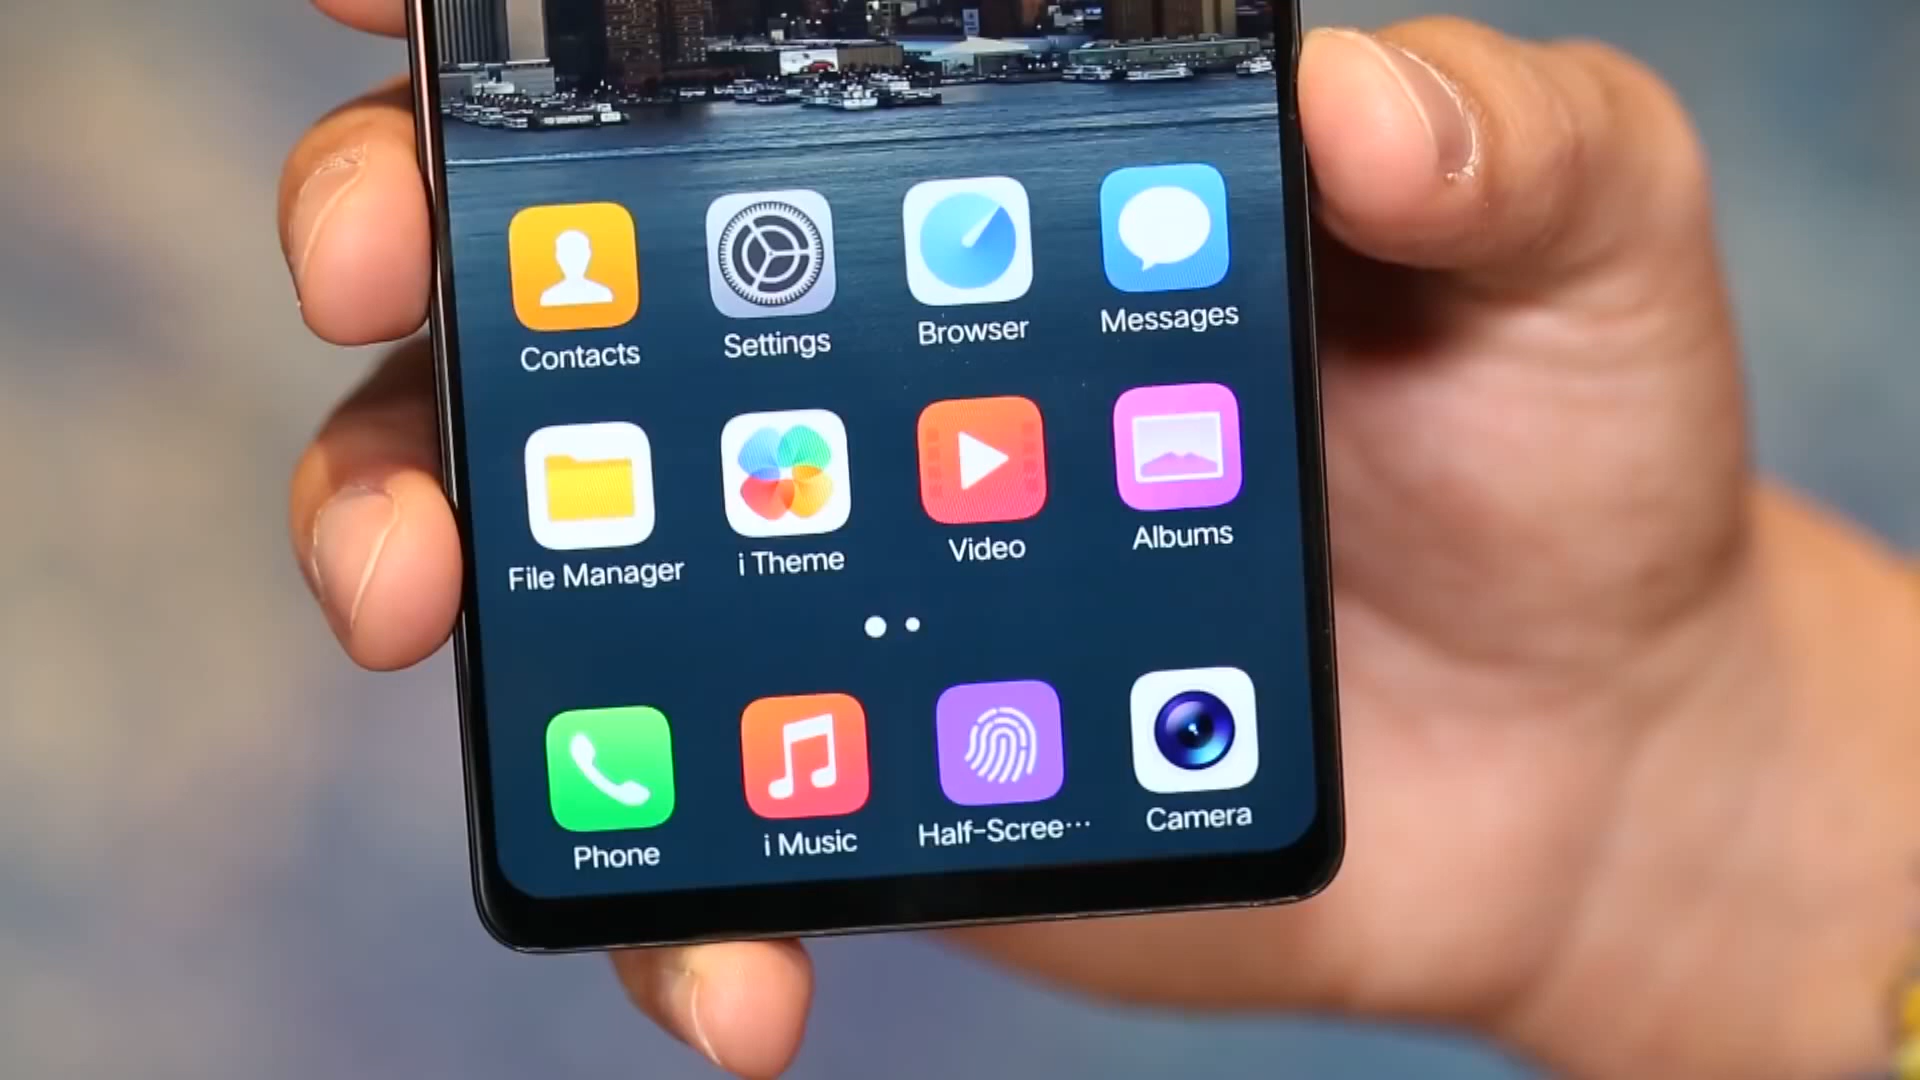 Contacts
Settings
Browser
Messages
File Manager
i Theme
Video
Albums
Phone
i Music
Half-Scree···
Camera